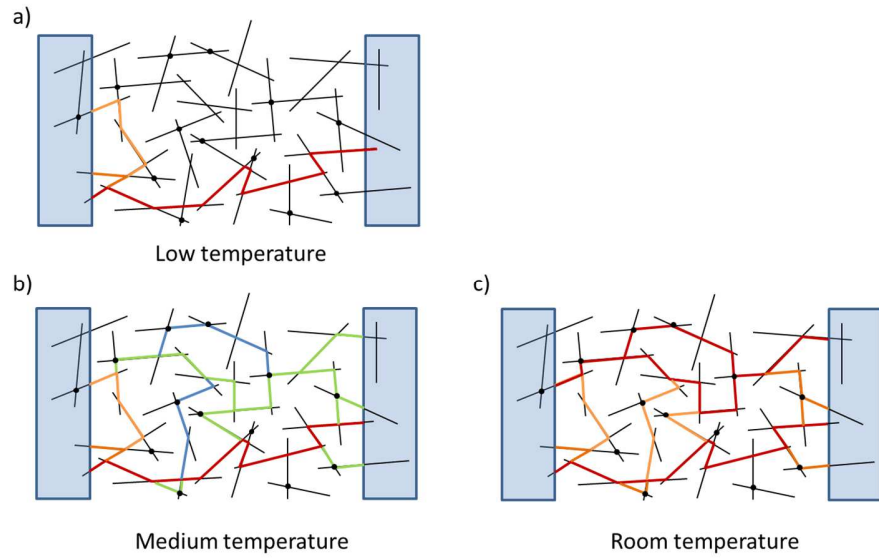 a)
Low temperature
b)
c)
Medium temperature
Room temperature